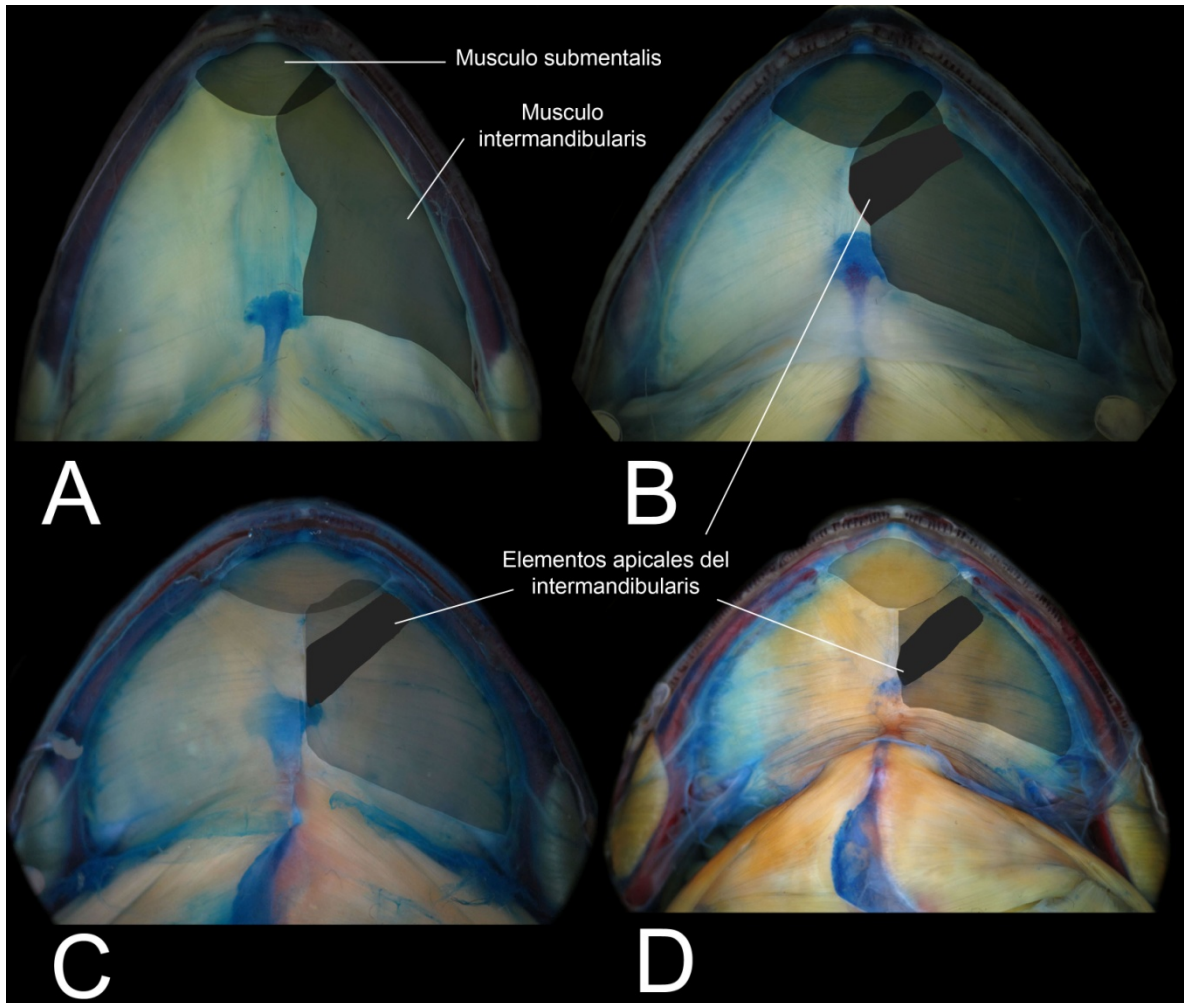 Musculo submentalis
Musculo
intermandibularis
A
B
Elementos apicales del
intermandibularis
C
D